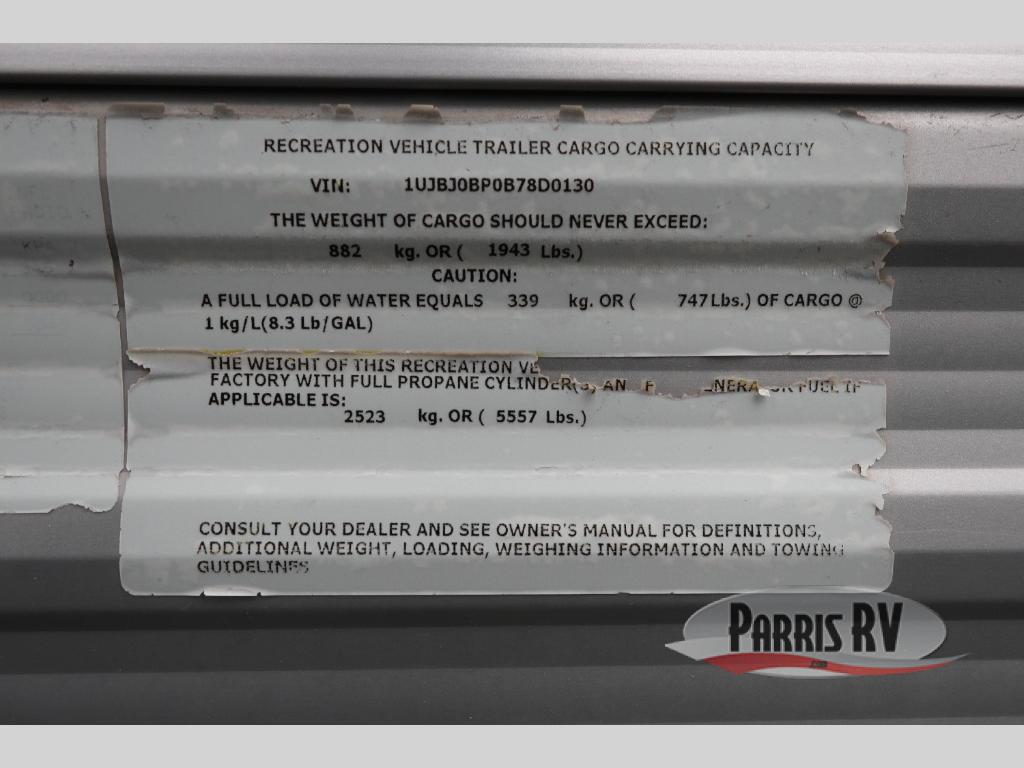 RECREATION VEHICLE TRAILER CARGO CARRYING CAPACITY
VIN: 1UJBJ0BP0B78D0130
THE WEIGHT OF CARGO SHOULD NEVER EXCEED:
882 kg. OR ( 1943 Lbs.)
CAUTION:
A FULL LOAD OF WATER EQUALS 339 kg. OR ( 747Lbs.) OF CARGO @
1 kg/L(8.3 Lb/GAL)
THE WEIGHT OF THIS RECREATION
FACTORY WITH FULL PROPANE FUEL IF
APPLICABLE IS:
2523 kg. OR ( 5557 Lbs.)
CONSULT YOUR DEALER AND SEE OWNER'S MANUAL FOR DEFINITIONS,
ADDITIONAL WEIGHT, LOADING, WEIGHING INFORMATION AND TOWING
GUIDELINES
PARRIS RV
.com